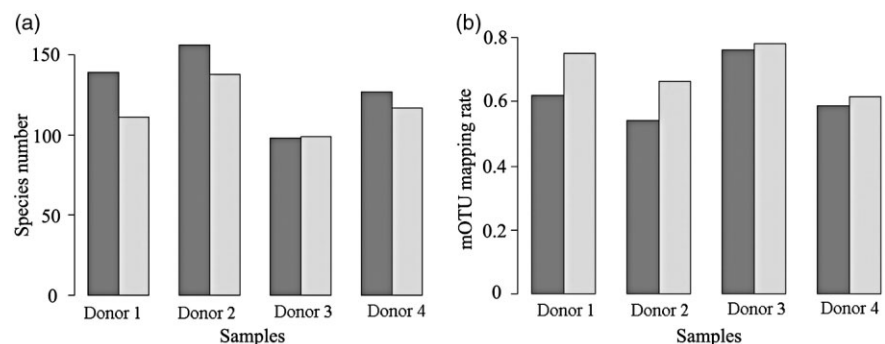 (a)
Species number
150
100
50
0
Donor 1 Donor 2 Donor 3 Donor 4
Samples
(b)
mOTU mapping rate
0.8
0.6
0.4
0.2
0
Donor 1 Donor 2 Donor 3 Donor 4
Samples